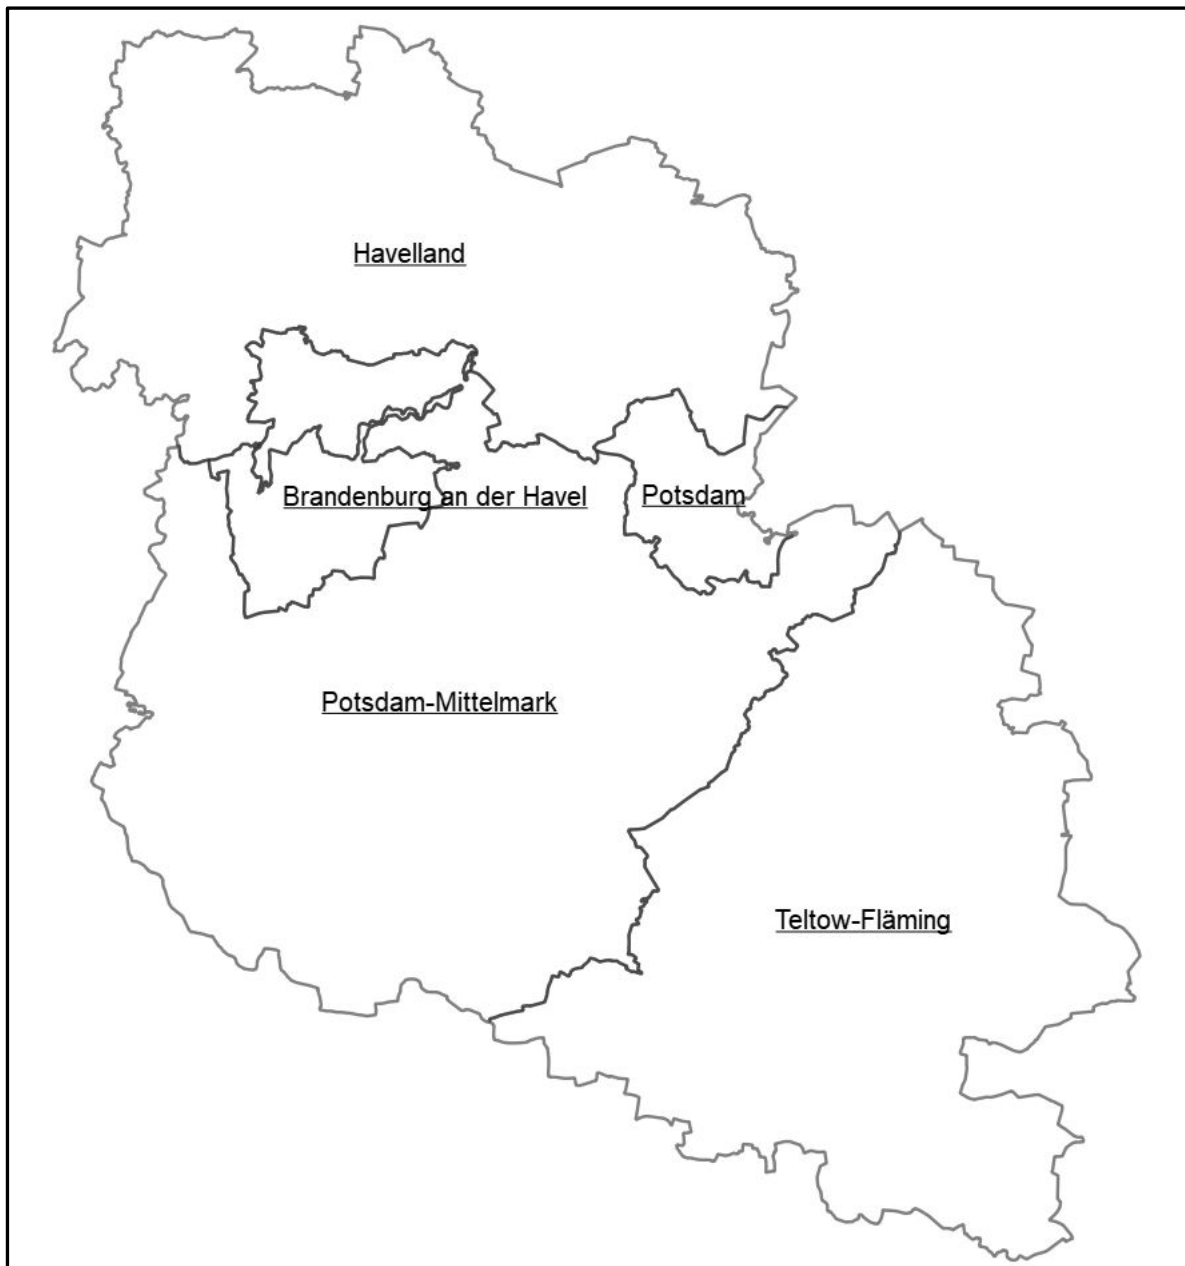 Havelland
Brandenburg an der Havel
Potsdam
Potsdam-Mittelmark
Teltow-Fläming